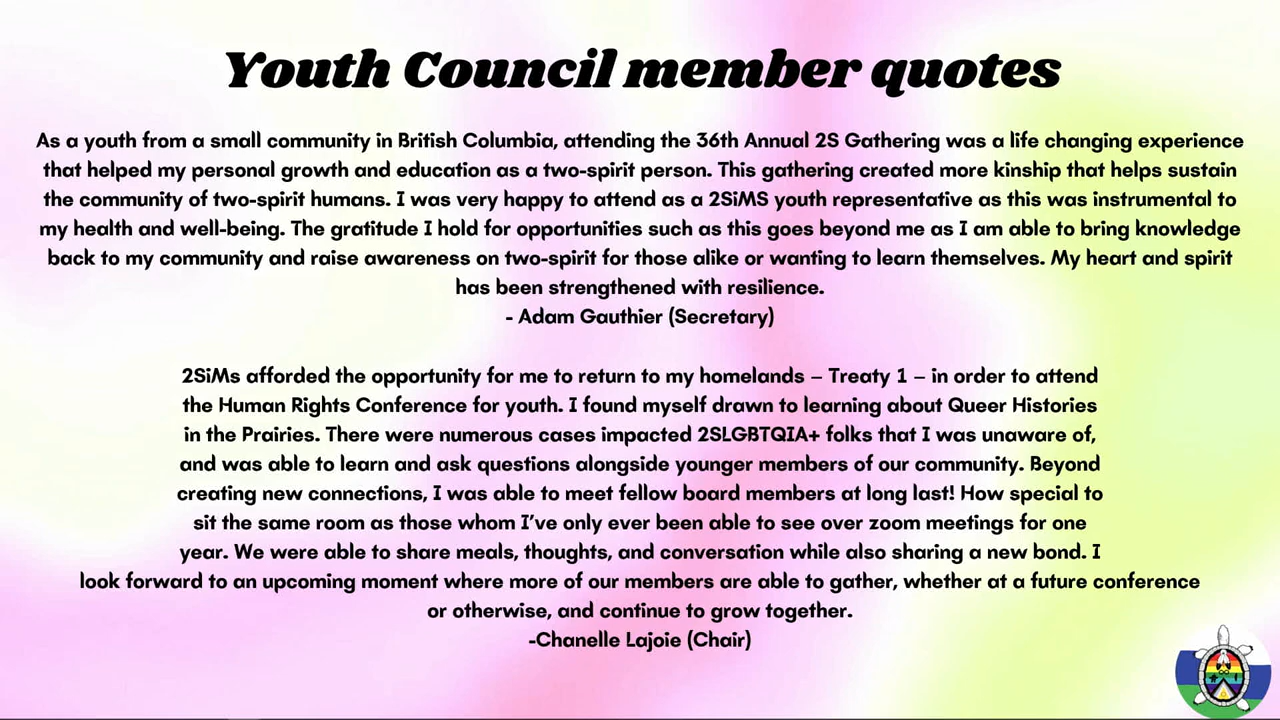 Youth Council member quotes
As a youth from a small community in British Columbia, attending the 36th Annual 2S Gathering was a life changing experience
that helped my personal growth and education as a two-spirit person. This gathering created more kinship that helps sustain
the community of two-spirit humans. I was very happy to attend as a 2SiMS youth representative as this was instrumental to
my health and well-being. The gratitude I hold for opportunities such as this goes beyond me as I am able to bring knowledge
back to my community and raise awareness on two-spirit for those alike or wanting to learn themselves. My heart and spirit
has been strengthened with resilience.
- Adam Gauthier (Secretary)
2SiMs afforded the opportunity for me to return to my homelands – Treaty 1 – in order to attend
the Human Rights Conference for youth. I found myself drawn to learning about Queer Histories
in the Prairies. There were numerous cases impacted 2SLGBTQIA+ folks that I was unaware of,
and was able to learn and ask questions alongside younger members of our community. Beyond
creating new connections, I was able to meet fellow board members at long last! How special to
sit the same room as those whom I’ve only ever been able to see over zoom meetings for one
year. We were able to share meals, thoughts, and conversation while also sharing a new bond. I
look forward to an upcoming moment where more of our members are able to gather, whether at a future conference
or otherwise, and continue to grow together.
-Chanelle Lajoie (Chair)